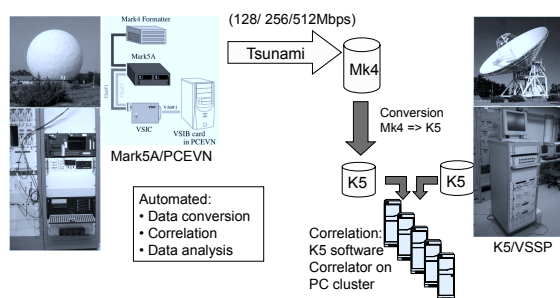 (128/ 256/512Mbps)
Mark4 Formatter
Mark5A
VSIC
VSIB card
in PCEVN
Mark5A/PCEVN
Tsunami
Mk4
Conversion
Mk4 => K5
K5
K5
K5/VSSP
Automated:
• Data conversion
• Correlation
• Data analysis
Correlation:
K5 software
Correlator on
PC cluster